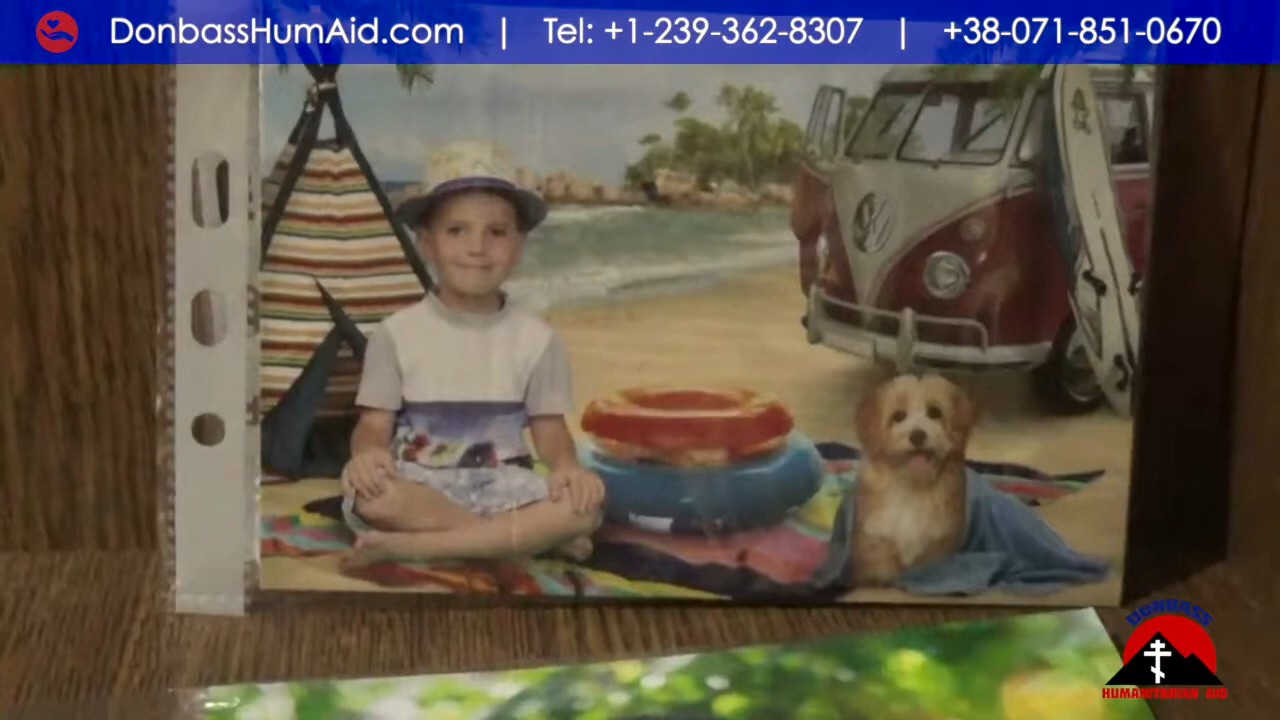 DonbassHumAid.com | Tel: +1-239-362-8307 | +38-071-851-0670
DONBASS
HUMANITARIAN AID